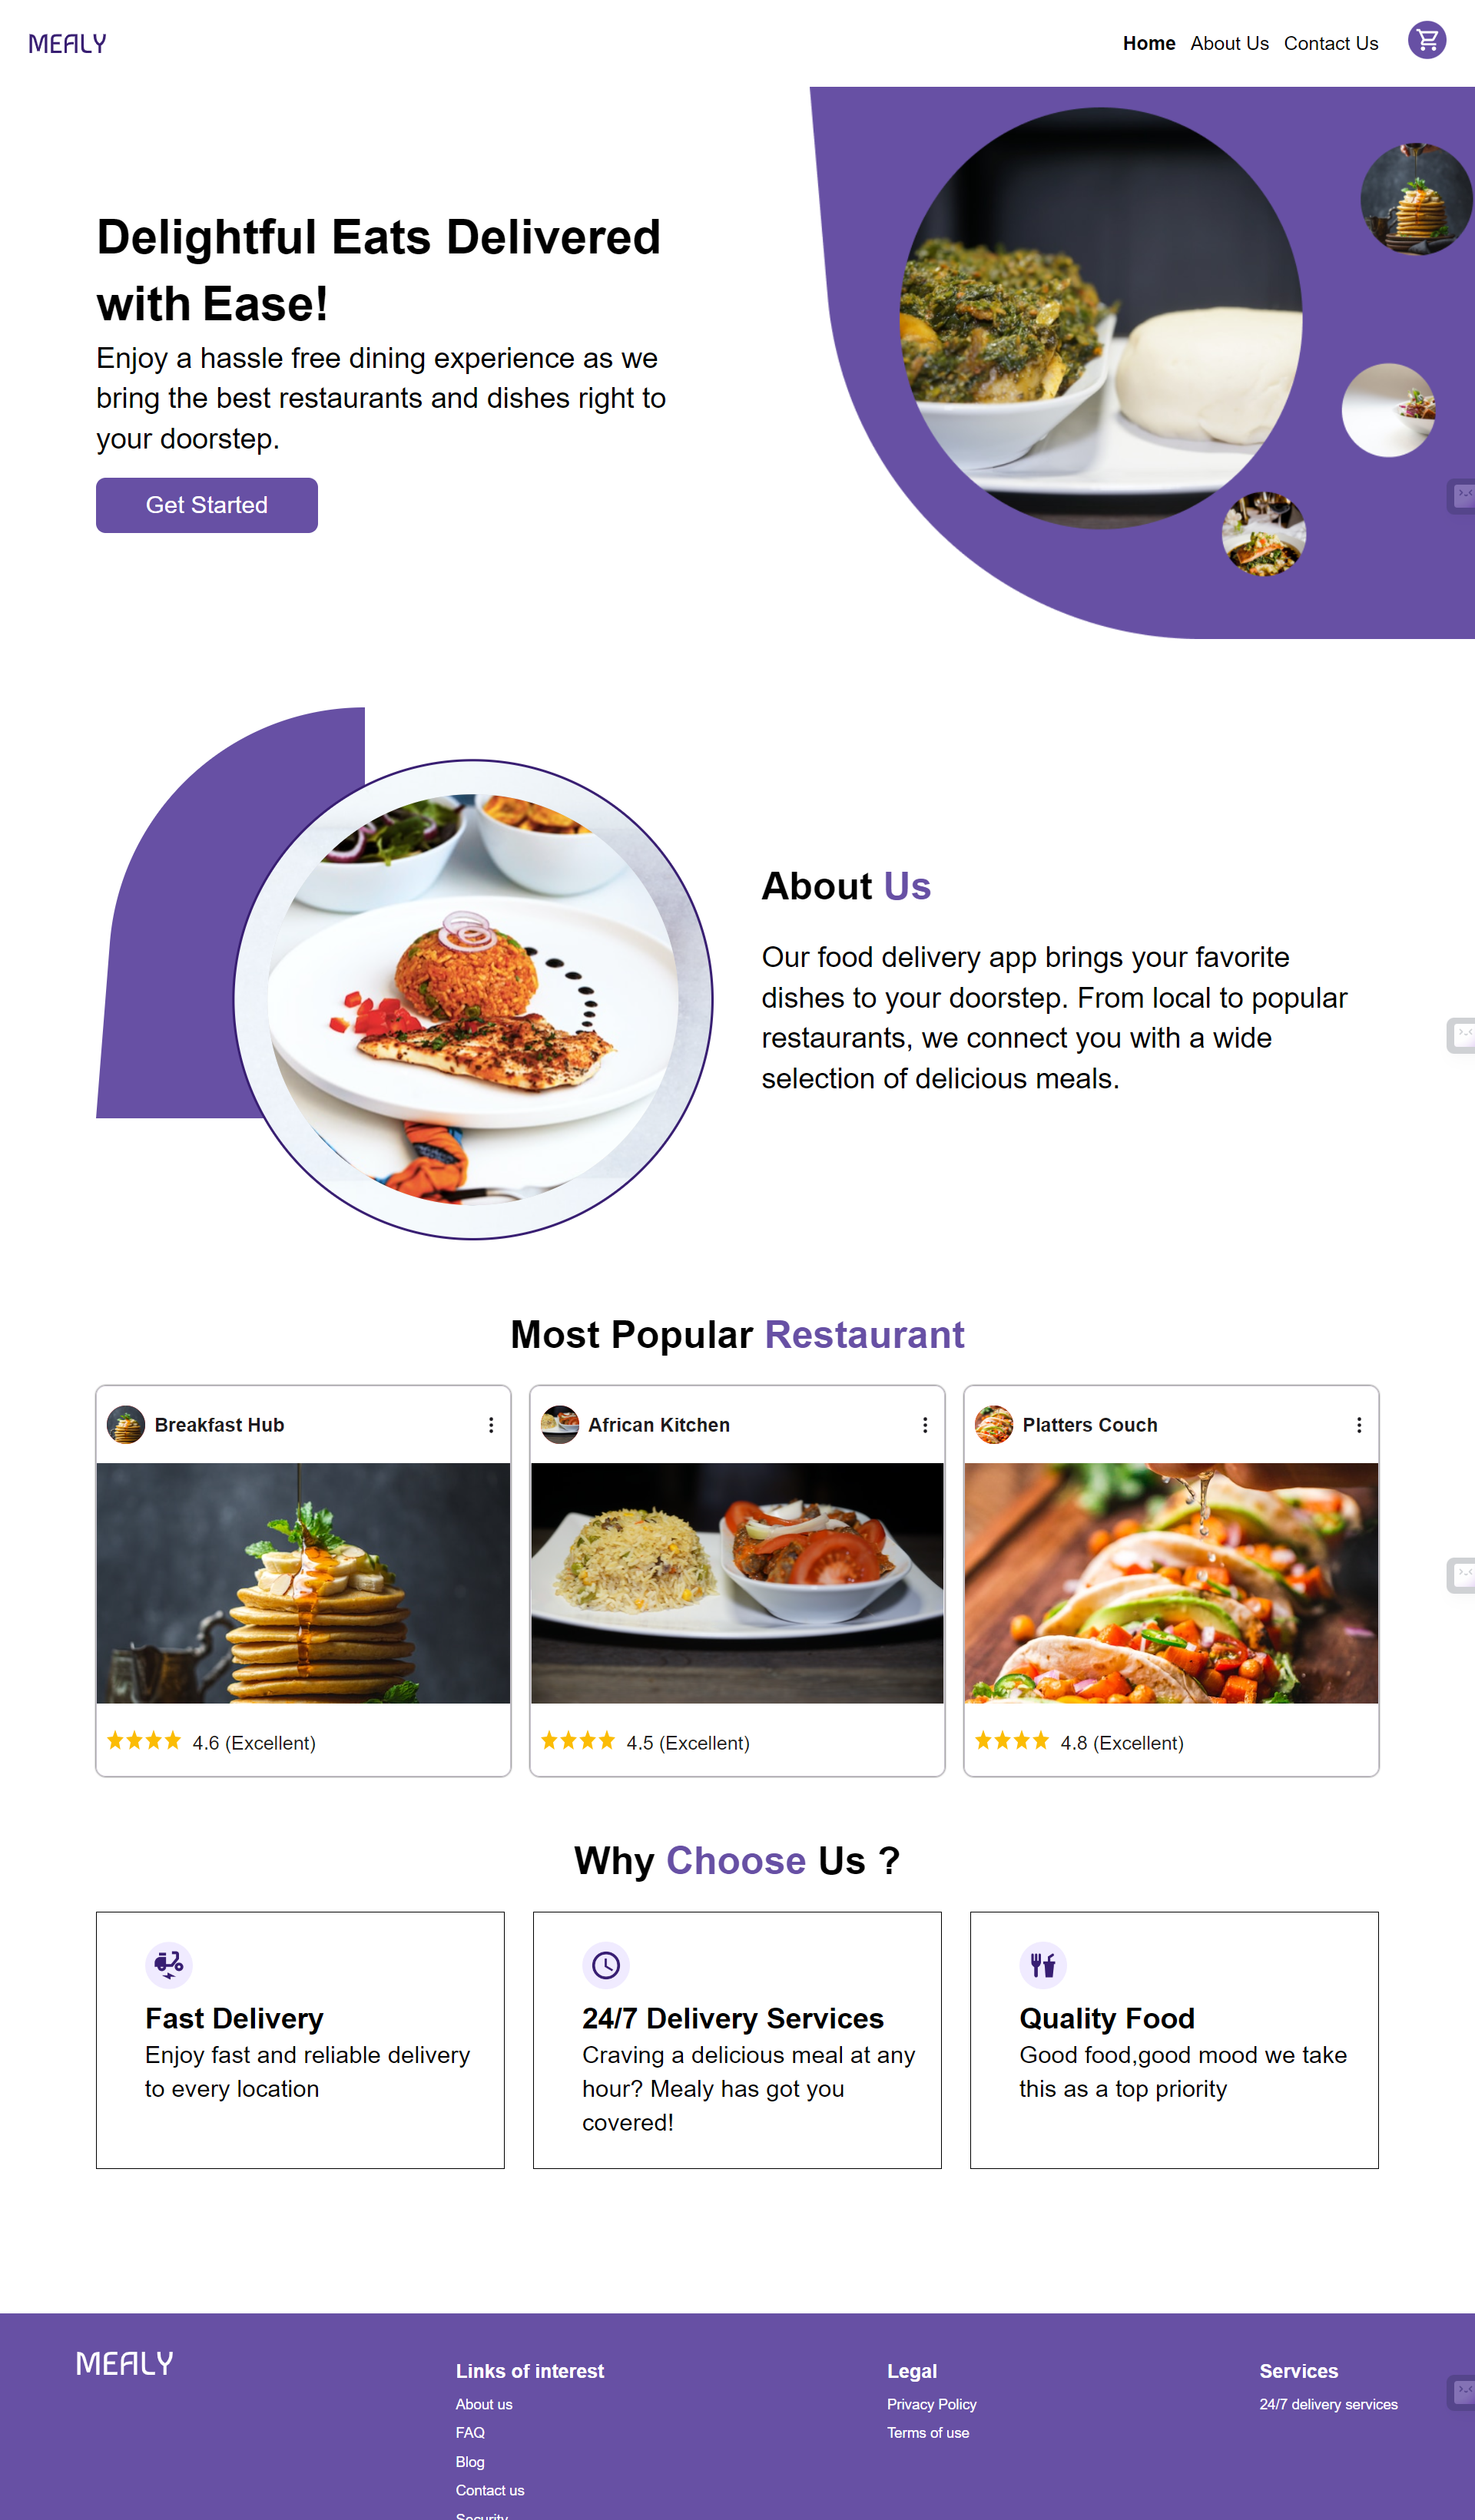 MEALY
Home About Us Contact Us
Delightful Eats Delivered
with Ease!
Enjoy a hassle free dining experience as we
bring the best restaurants and dishes right to
your doorstep.
Get Started
About Us
Our food delivery app brings your favorite
dishes to your doorstep. From local to popular
restaurants, we connect you with a wide
selection of delicious meals.
Most Popular Restaurant
Breakfast Hub
4.6 (Excellent)
African Kitchen
4.5 (Excellent)
Platters Couch
4.8 (Excellent)
Why Choose Us ?
Fast Delivery
Enjoy fast and reliable delivery
to every location
24/7 Delivery Services
Craving a delicious meal at any
hour? Mealy has got you
covered!
Quality Food
Good food,good mood we take
this as a top priority
MEALY
Links of interest
About us
FAQ
Blog
Contact us
Security
Legal
Privacy Policy
Terms of use
Services
24/7 delivery services